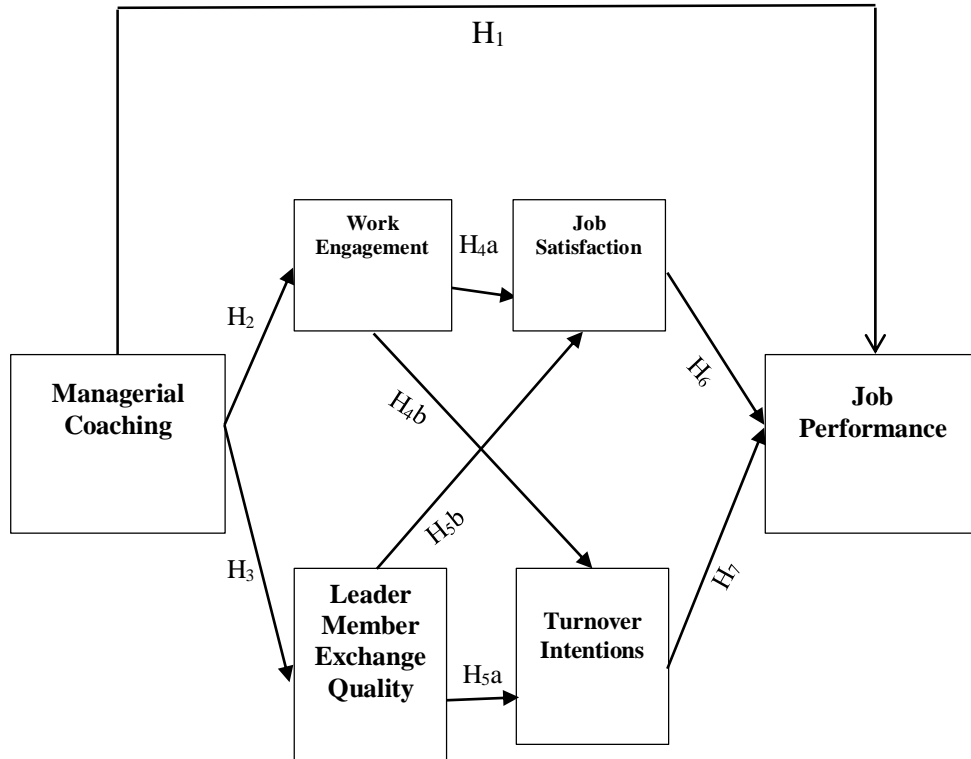 H₁
Work
Engagement
H₄a
Job
Satisfaction
H₂
Managerial
Coaching
H₄b
H₆
Job
Performance
H₅b
H₃
Leader
Member
Exchange
Quality
H₅a
Turnover
Intentions
H₇